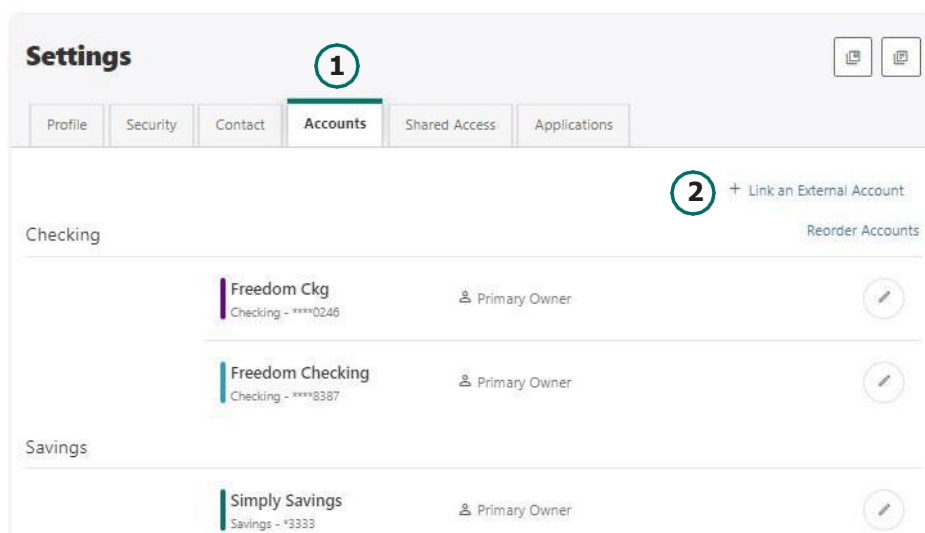 Settings
1
Profile Security Contact Accounts Shared Access Applications
2 + Link an External Account
Checking Reorder Accounts
Freedom Ckg
Primary Owner
Checking - ****0246
Freedom Checking
Primary Owner
Checking - ****8387
Savings
Simply Savings
Primary Owner
Savings - *3333